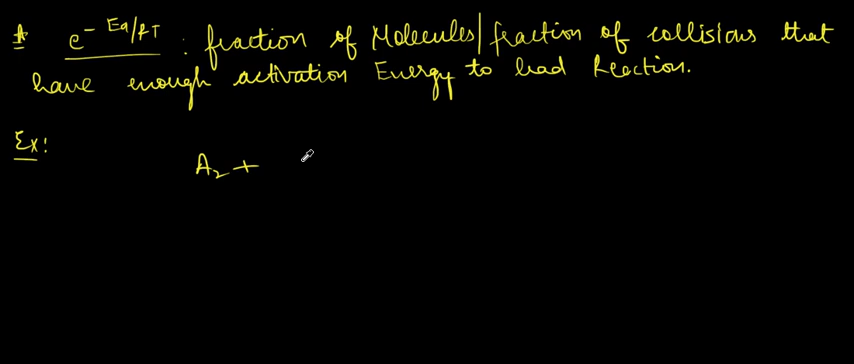 * e^-Ea/RT : fraction of Molecules/fraction of collisions that
have enough activation Energy to lead Reaction.
Ex:
A₂ +